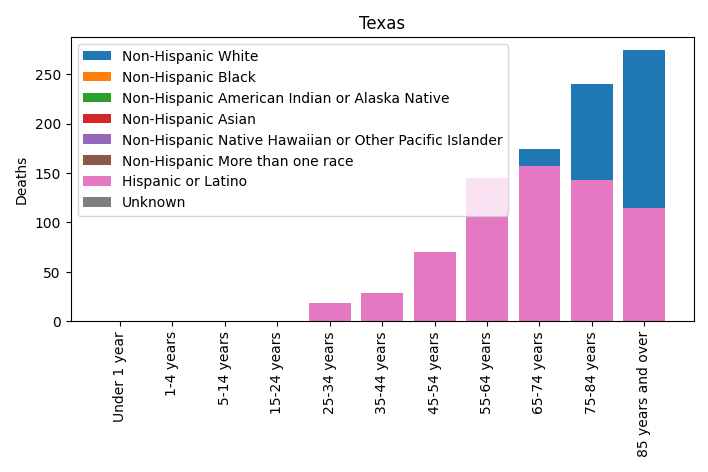 Texas
Non-Hispanic White
Non-Hispanic Black
Non-Hispanic American Indian or Alaska Native
Non-Hispanic Asian
Non-Hispanic Native Hawaiian or Other Pacific Islander
Non-Hispanic More than one race
Hispanic or Latino
Unknown
Deaths
250
200
150
100
50
0
Under 1 year
1-4 years
5-14 years
15-24 years
25-34 years
35-44 years
45-54 years
55-64 years
65-74 years
75-84 years
85 years and over